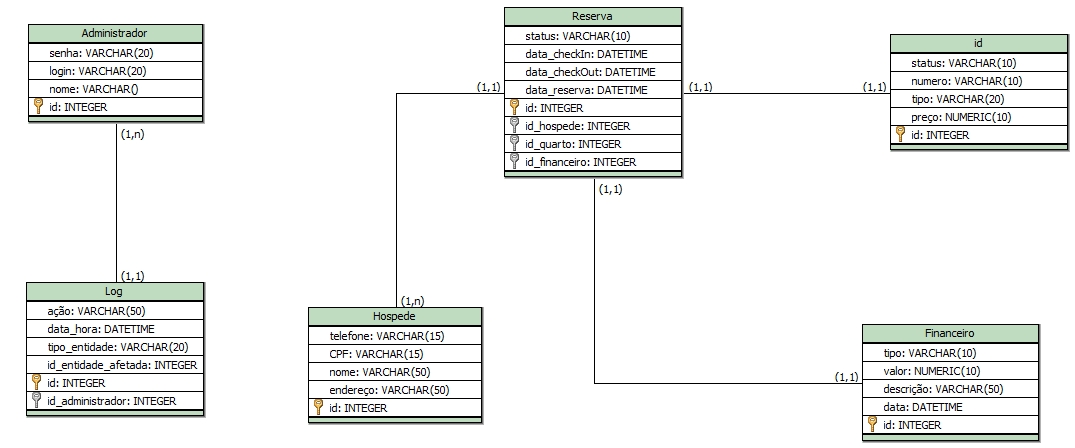 Administrador
senha: VARCHAR(20)
login: VARCHAR(20)
nome: VARCHAR()
id: INTEGER
(1,n)
(1,1)
Log
ação: VARCHAR(50)
data_hora: DATETIME
tipo_entidade: VARCHAR(20)
id_entidade_afetada: INTEGER
id: INTEGER
id_administrador: INTEGER
Reserva
status: VARCHAR(10)
data_checkIn: DATETIME
data_checkOut: DATETIME
data_reserva: DATETIME
id: INTEGER
id_hospede: INTEGER
id_quarto: INTEGER
id_financeiro: INTEGER
(1,1)
(1,1)
(1,1)
(1,1)
id
status: VARCHAR(10)
numero: VARCHAR(10)
tipo: VARCHAR(20)
preço: NUMERIC(10)
id: INTEGER
(1,n)
Hospede
telefone: VARCHAR(15)
CPF: VARCHAR(15)
nome: VARCHAR(50)
endereço: VARCHAR(50)
id: INTEGER
(1,1)
Financeiro
tipo: VARCHAR(10)
valor: NUMERIC(10)
descrição: VARCHAR(50)
data: DATETIME
id: INTEGER